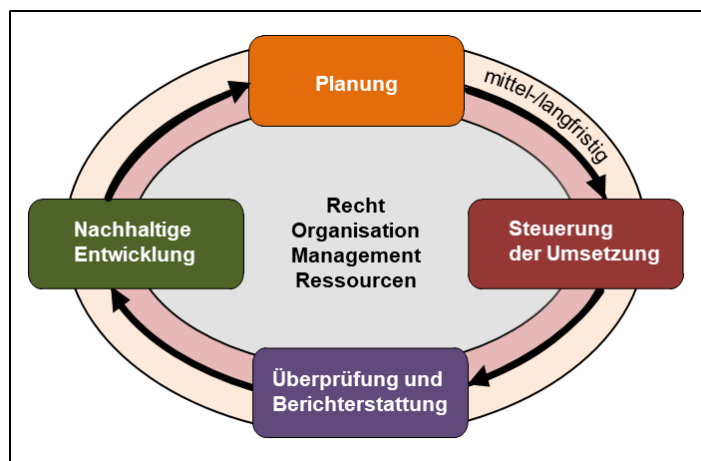 Planung
mittel-/langfristig
Nachhaltige
Entwicklung
Recht
Organisation
Management
Ressourcen
Steuerung
der Umsetzung
Überprüfung und
Berichterstattung